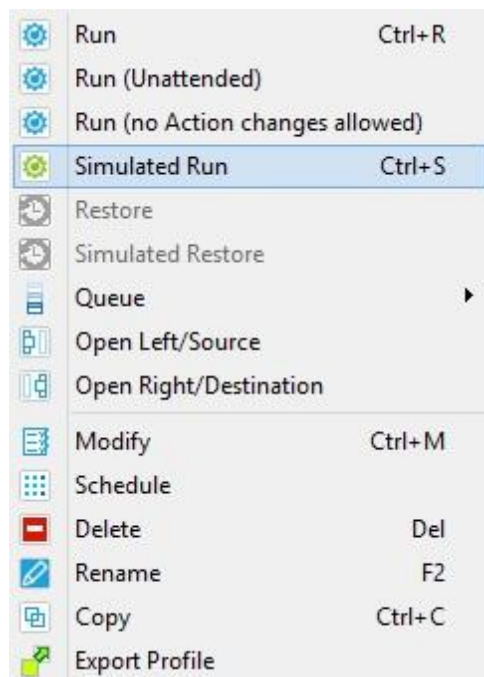 Run Ctrl+R
Run (Unattended)
Run (no Action changes allowed)
Simulated Run Ctrl+S
Restore
Simulated Restore
Queue
Open Left/Source
Open Right/Destination
Modify Ctrl+M
Schedule
Delete Del
Rename F2
Copy Ctrl+C
Export Profile